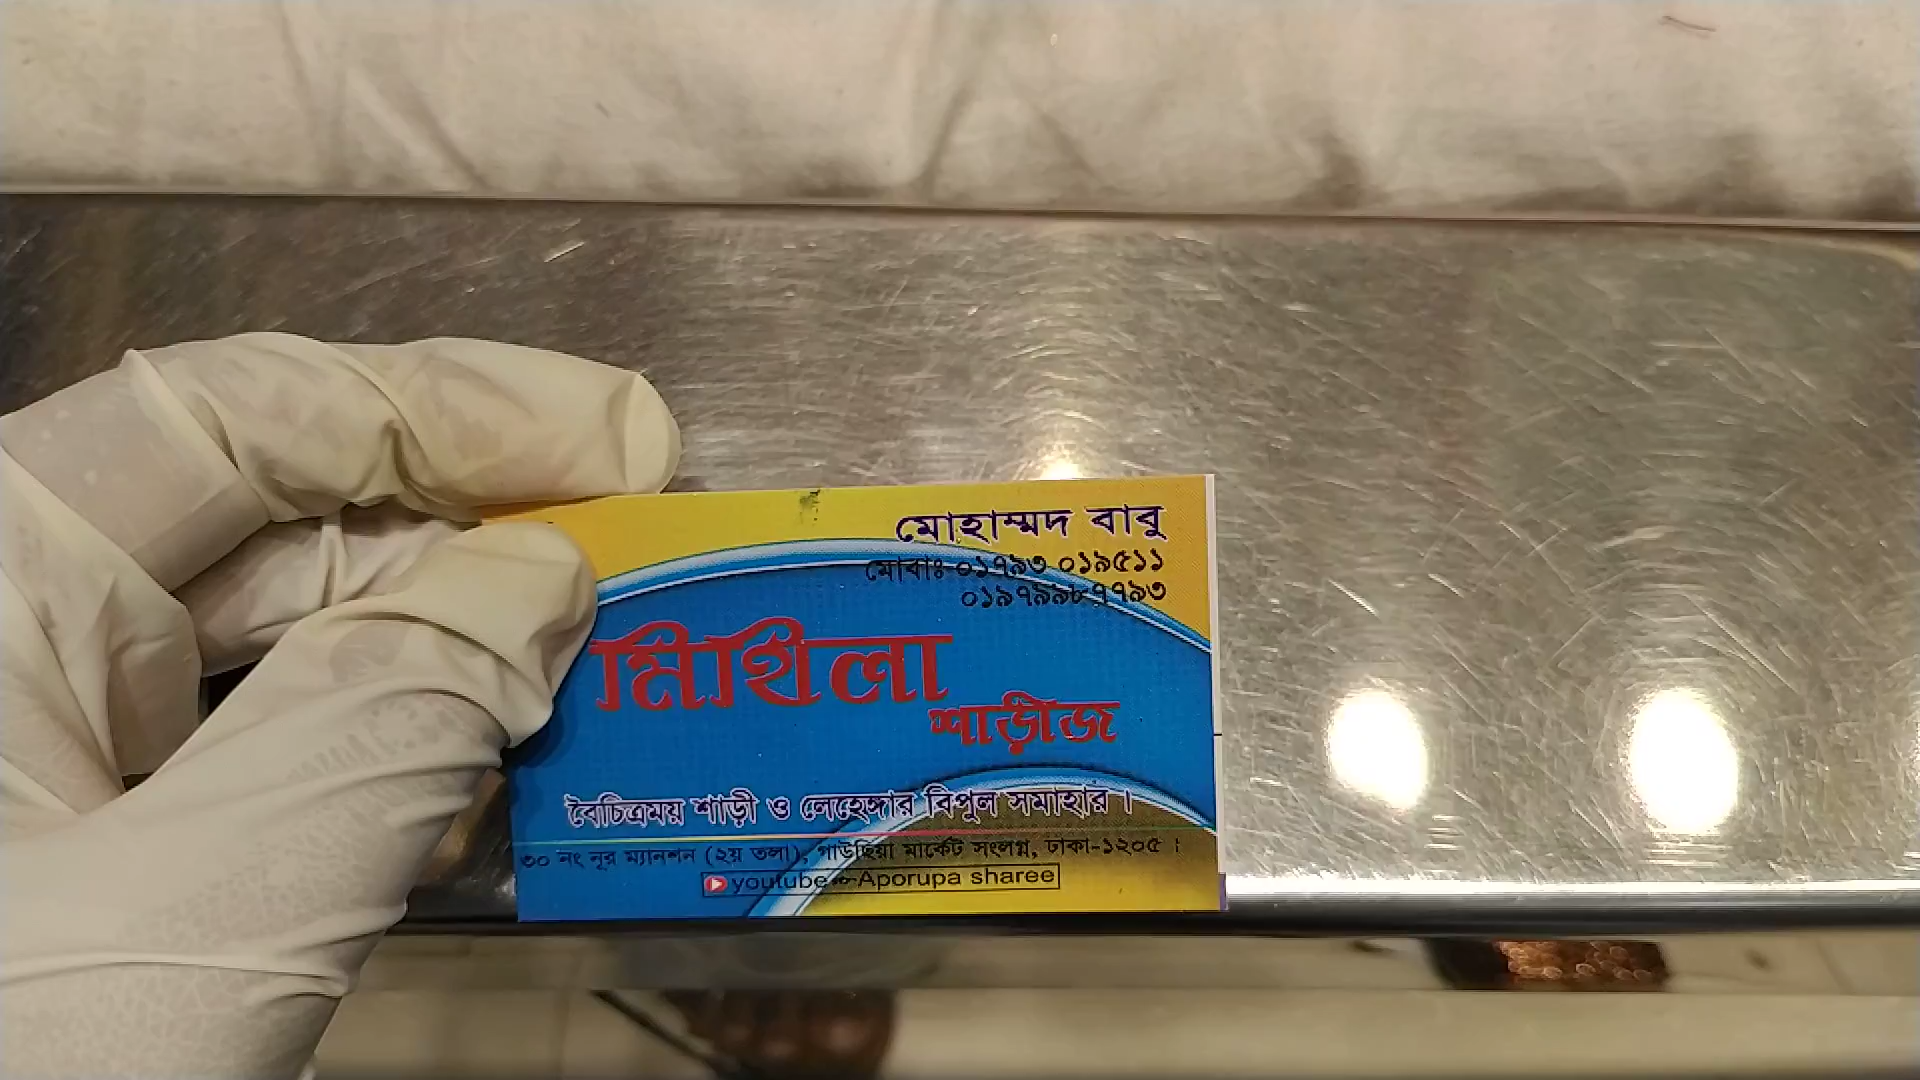 মোহাম্মদ বাবু
মোবাঃ ০১৭৯৩ ০১৯৫১১
০১৯৭৯৯৮৭৭৯৩
মিথিলা
শাড়ীজ
বৈচিত্রময় শাড়ী ও লেহেঙ্গার বিপুল সমাহার।
৩০ নং নূর ম্যানশন (২য় তলা), গাউছিয়া মার্কেট সংলগ্ন, ঢাকা-১২০৫।
youtube - Aporupa sharee